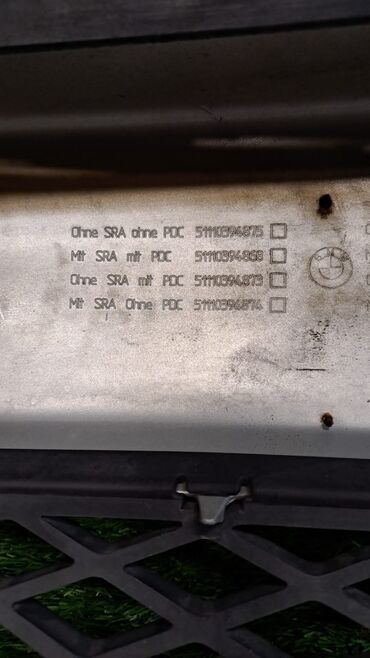 Ohne SRA ohne PDC 51110394875
Mit SRA mit PDC 51110394868
Ohne SRA mit PDC 51110394873
Mit SRA Ohne PDC 51110394874